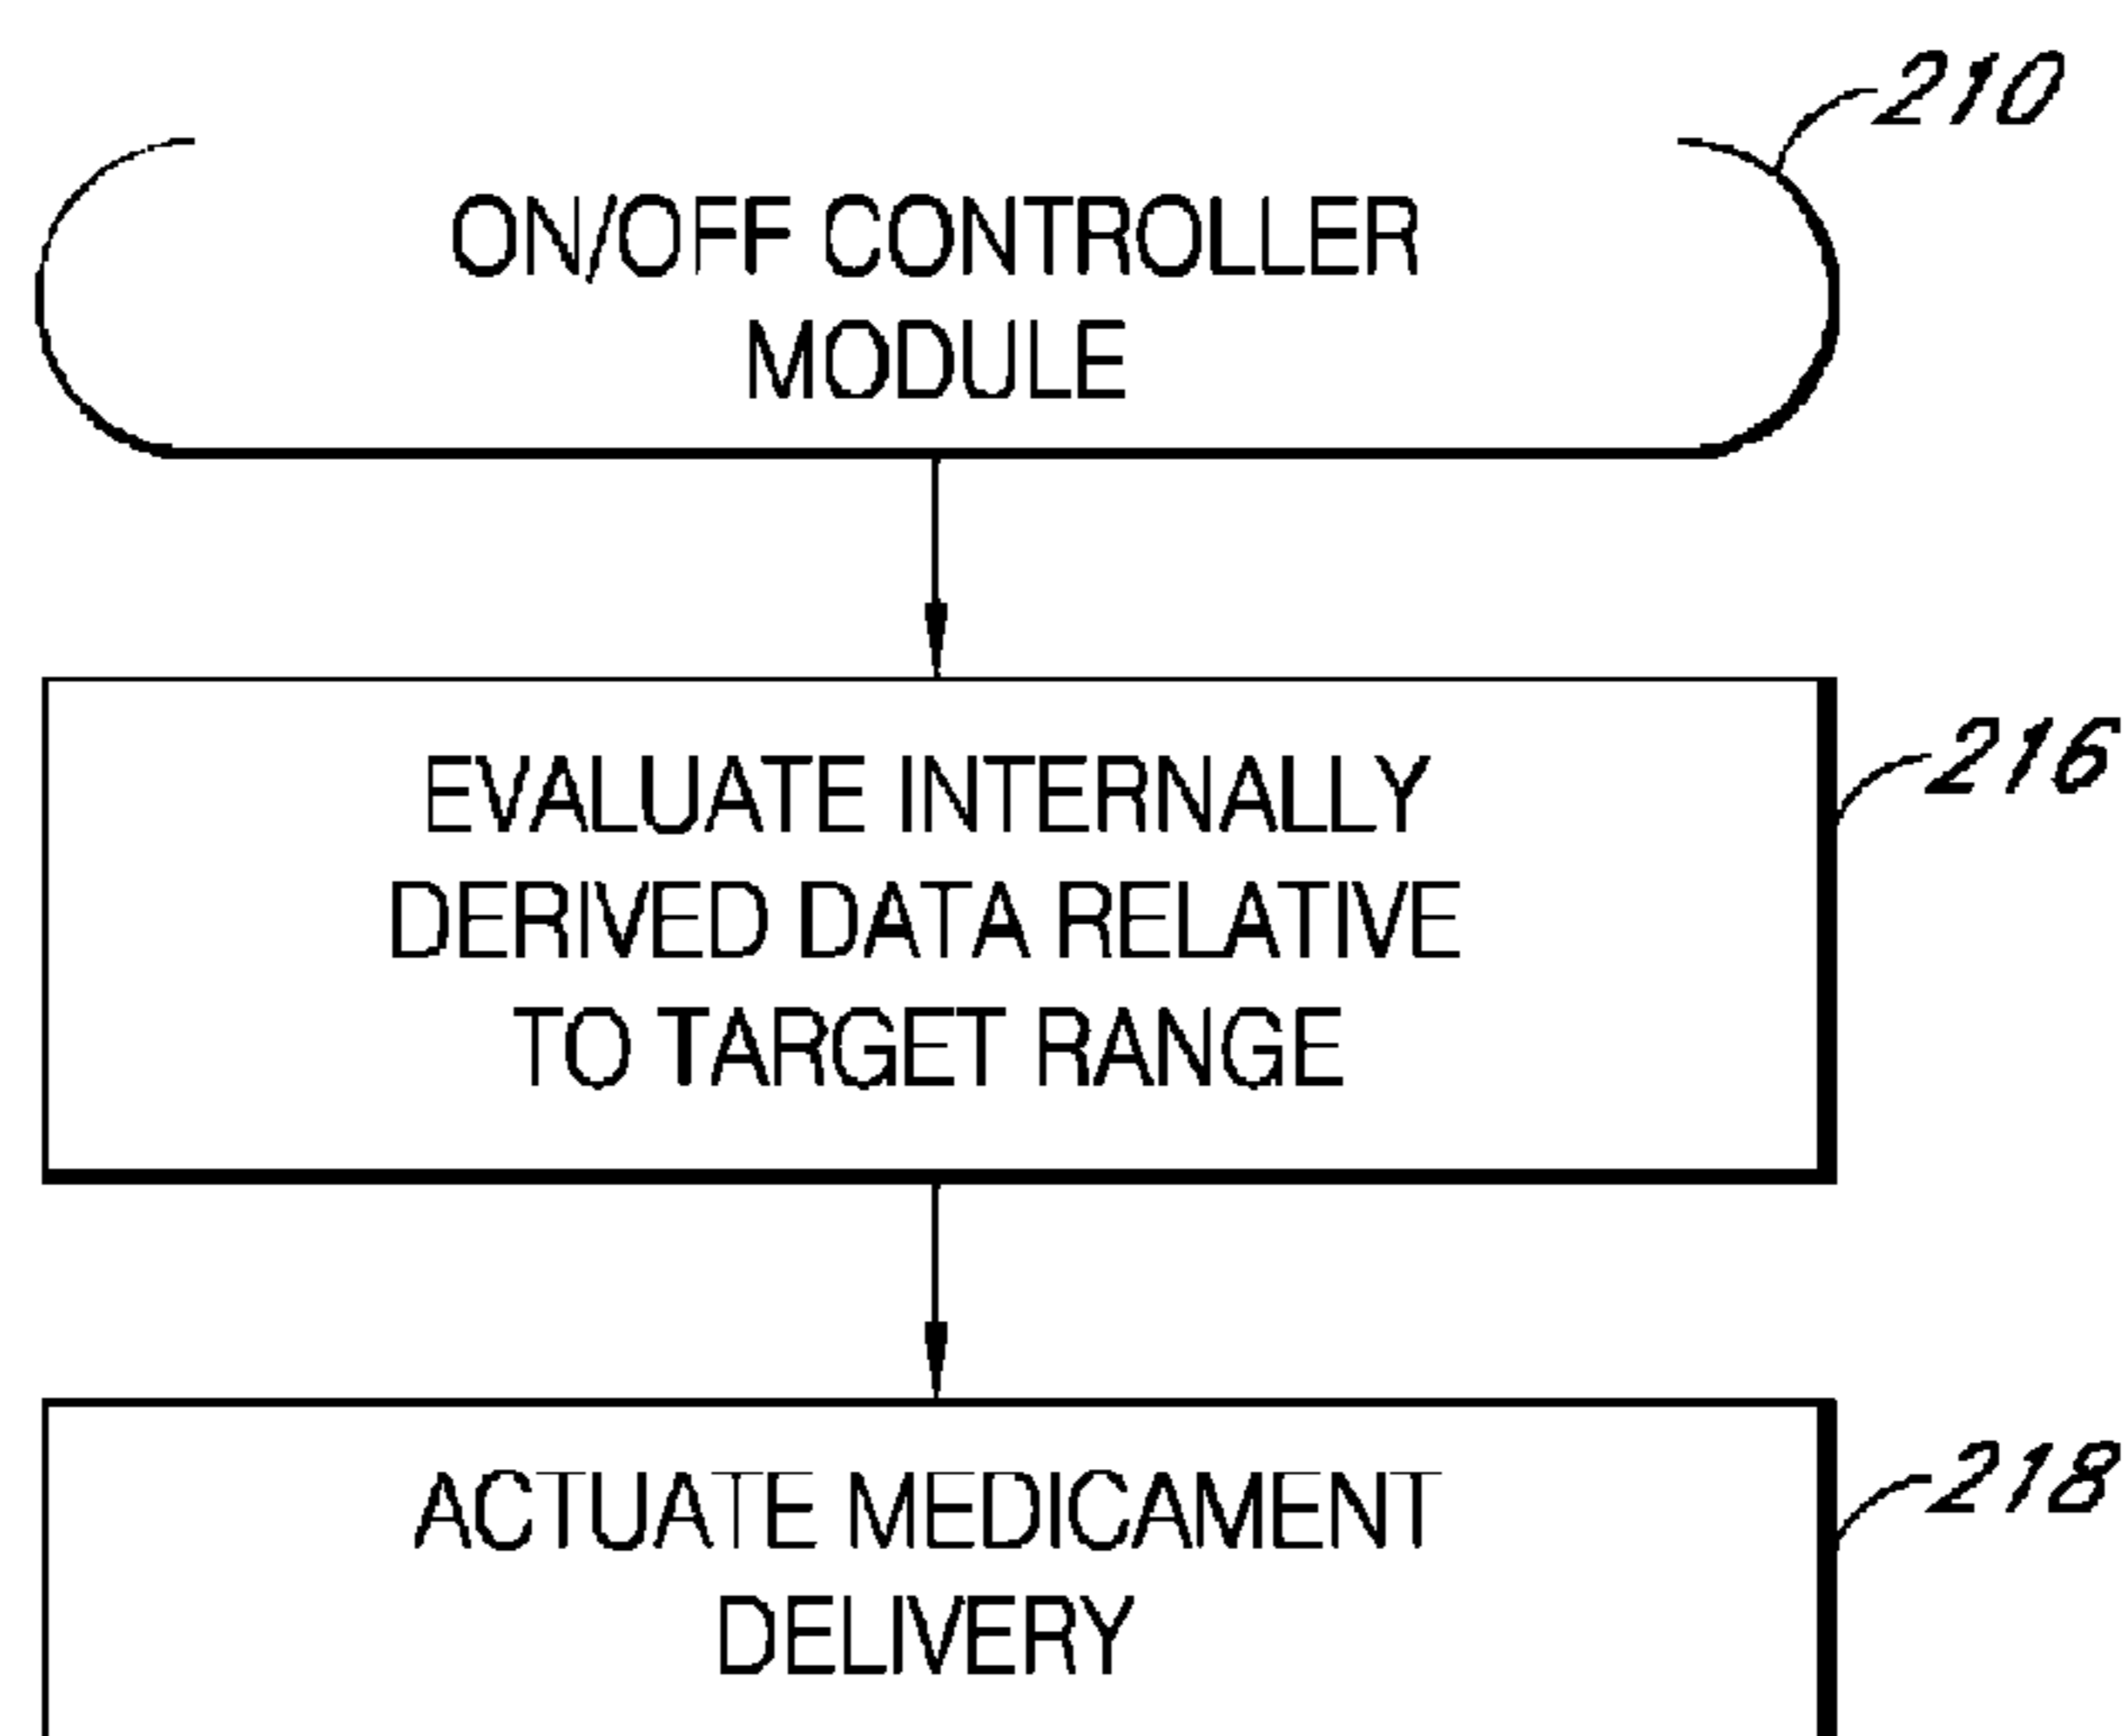 210
ON/OFF CONTROLLER
MODULE
216
EVALUATE INTERNALLY
DERIVED DATA RELATIVE
TO TARGET RANGE
218
ACTUATE MEDICAMENT
DELIVERY